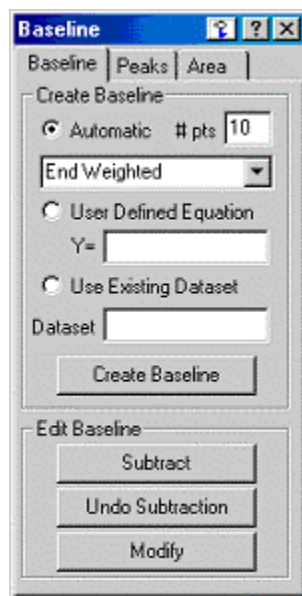 Baseline
Baseline Peaks Area
Create Baseline
Automatic # pts 10
End Weighted
User Defined Equation
Y=
Use Existing Dataset
Dataset
Create Baseline
Edit Baseline
Subtract
Undo Subtraction
Modify